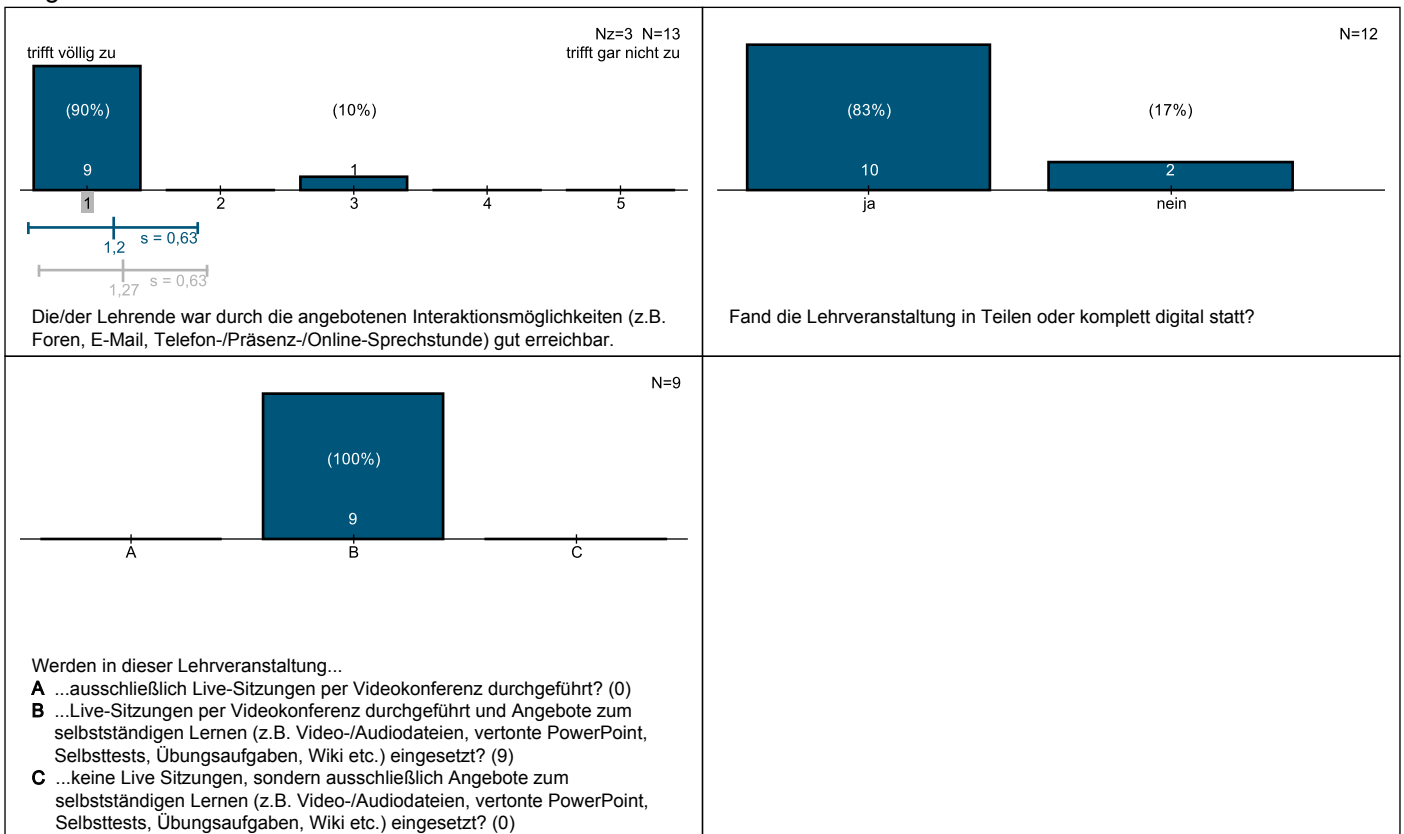 Nz=3 N=13
trifft völlig zu
trifft gar nicht zu
(90%)
(10%)
9
1
1
2
3
4
5
1,2
s = 0,63
1,27
s = 0,63
Die/der Lehrende war durch die angebotenen Interaktionsmöglichkeiten (z.B.
Foren, E-Mail, Telefon-/Präsenz-/Online-Sprechstunde) gut erreichbar.
N=12
(83%)
(17%)
10
2
ja
nein
Fand die Lehrveranstaltung in Teilen oder komplett digital statt?
N=9
(100%)
9
A
B
C
Werden in dieser Lehrveranstaltung...
A ...ausschließlich Live-Sitzungen per Videokonferenz durchgeführt? (0)
B ...Live-Sitzungen per Videokonferenz durchgeführt und Angebote zum
selbstständigen Lernen (z.B. Video-/Audiodateien, vertonte PowerPoint,
Selbsttests, Übungsaufgaben, Wiki etc.) eingesetzt? (9)
C ...keine Live Sitzungen, sondern ausschließlich Angebote zum
selbstständigen Lernen (z.B. Video-/Audiodateien, vertonte PowerPoint,
Selbsttests, Übungsaufgaben, Wiki etc.) eingesetzt? (0)